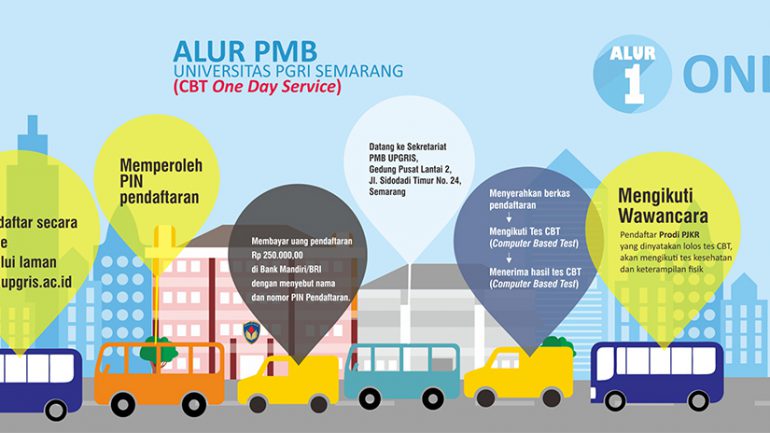 ALUR PMB
UNIVERSITAS PGRI SEMARANG
(CBT One Day Service)
ALUR
1
daftar secara
laman
upgris.ac.id
Memperoleh
PIN
pendaftaran
Membayar uang pendaftaran
Rp 250.000,00
di Bank Mandiri/BRI
dengan menyebut nama
dan nomor PIN Pendaftaran.
Datang ke Sekretariat
PMB UPGRIS,
Gedung Pusat Lantai 2,
Jl. Sidodadi Timur No. 24,
Semarang
Menyerahkan berkas
pendaftaran
Mengikuti Tes CBT
(Computer Based Test)
Menerima hasil tes CBT
(Computer Based Test)
Mengikuti
Wawancara
Pendaftar Prodi PJKR
yang dinyatakan lolos tes CBT,
akan mengikuti tes kesehatan
dan keterampilan fisik